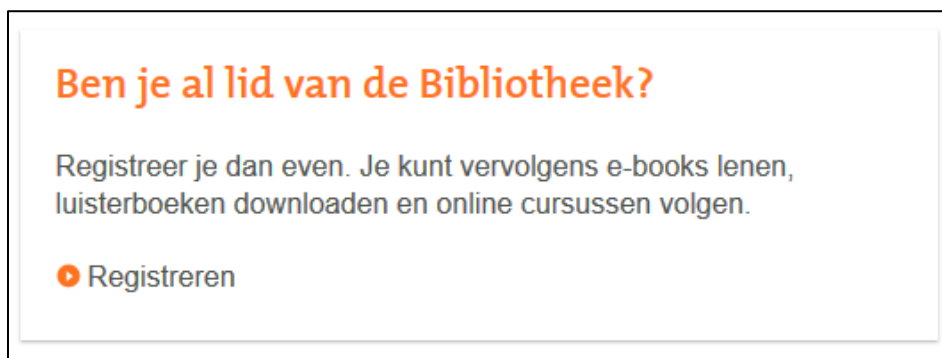 Ben je al lid van de Bibliotheek?
Registreer je dan even. Je kunt vervolgens e-books lenen,
luisterboeken downloaden en online cursussen volgen.
Registreren